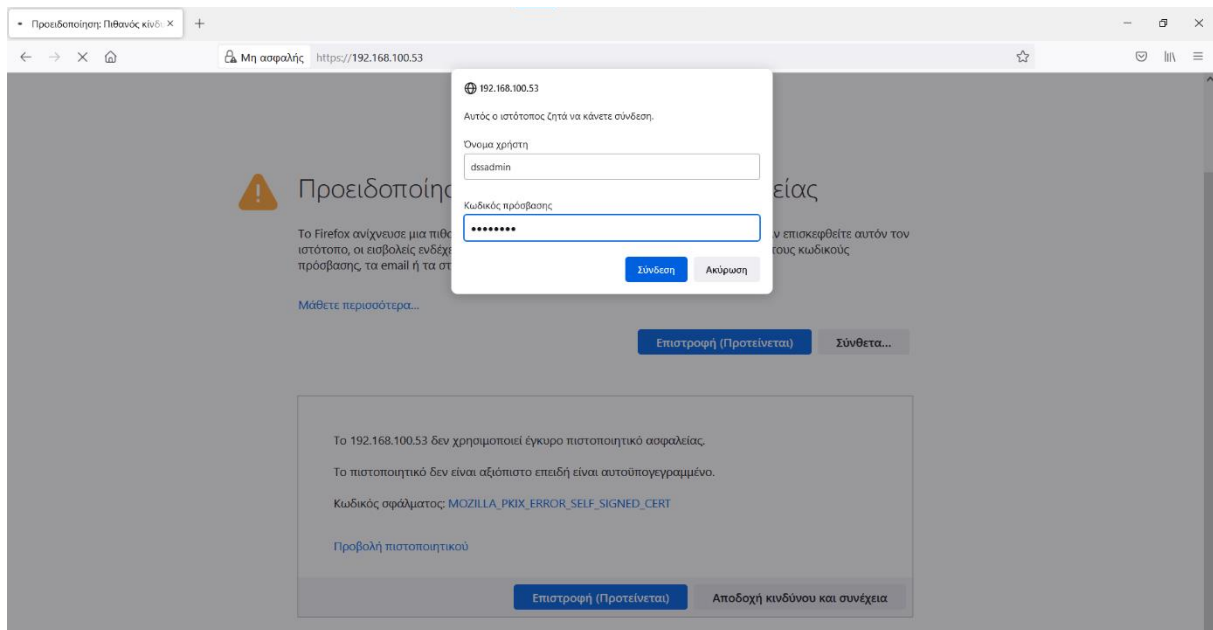 Προειδοποίηση: Πιθανός κίνδυ
Μη ασφαλής https://192.168.100.53
192.168.100.53
Αυτός ο ιστότοπος ζητά να κάνετε σύνδεση.
Όνομα χρήστη
dssadmin
Κωδικός πρόσβασης
••••••••
Σύνδεση Ακύρωση
Προειδοποίησ είας
Το Firefox ανίχνευσε μια πιθα ν επισκεφθείτε αυτόν τον
ιστότοπο, οι εισβολείς ενδέχε τους κωδικούς
πρόσβασης, τα email ή τα στ
Μάθετε περισσότερα...
Επιστροφή (Προτείνεται) Σύνθετα...
Το 192.168.100.53 δεν χρησιμοποιεί έγκυρο πιστοποιητικό ασφαλείας.
Το πιστοποιητικό δεν είναι αξιόπιστο επειδή είναι αυτοϋπογεγραμμένο.
Κωδικός σφάλματος: MOZILLA_PKIX_ERROR_SELF_SIGNED_CERT
Προβολή πιστοποιητικού
Επιστροφή (Προτείνεται) Αποδοχή κινδύνου και συνέχεια